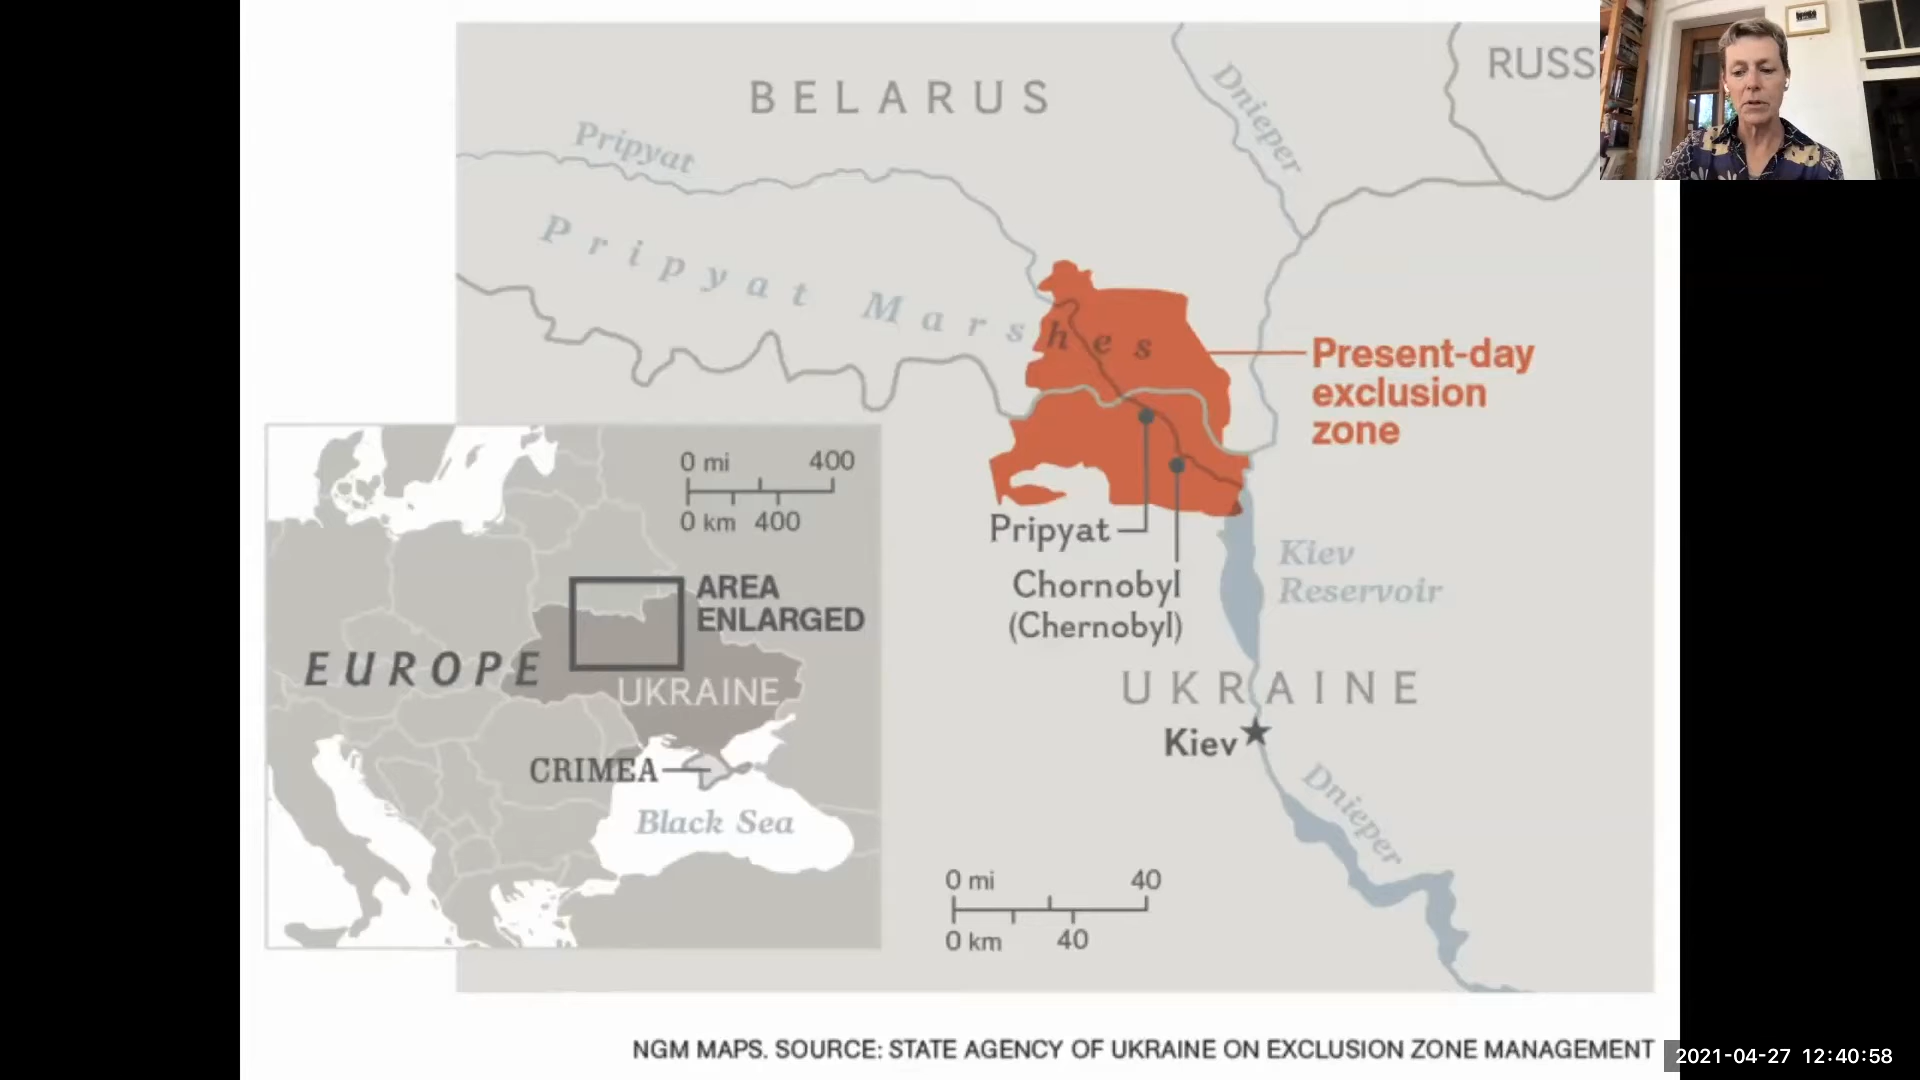 BELARUS
RUSS
Dnieper
Pripyat
Pripyat Marshes
Present-day
exclusion
zone
0 mi 400
0 km 400
Pripyat
Kiev
Reservoir
AREA
ENLARGED
Chornobyl
(Chernobyl)
EUROPE
UKRAINE
UKRAINE
Kiev
CRIMEA
Black Sea
Dnieper
0 mi 40
0 km 40
NGM MAPS. SOURCE: STATE AGENCY OF UKRAINE ON EXCLUSION ZONE MANAGEMENT
2021-04-27 12:40:58